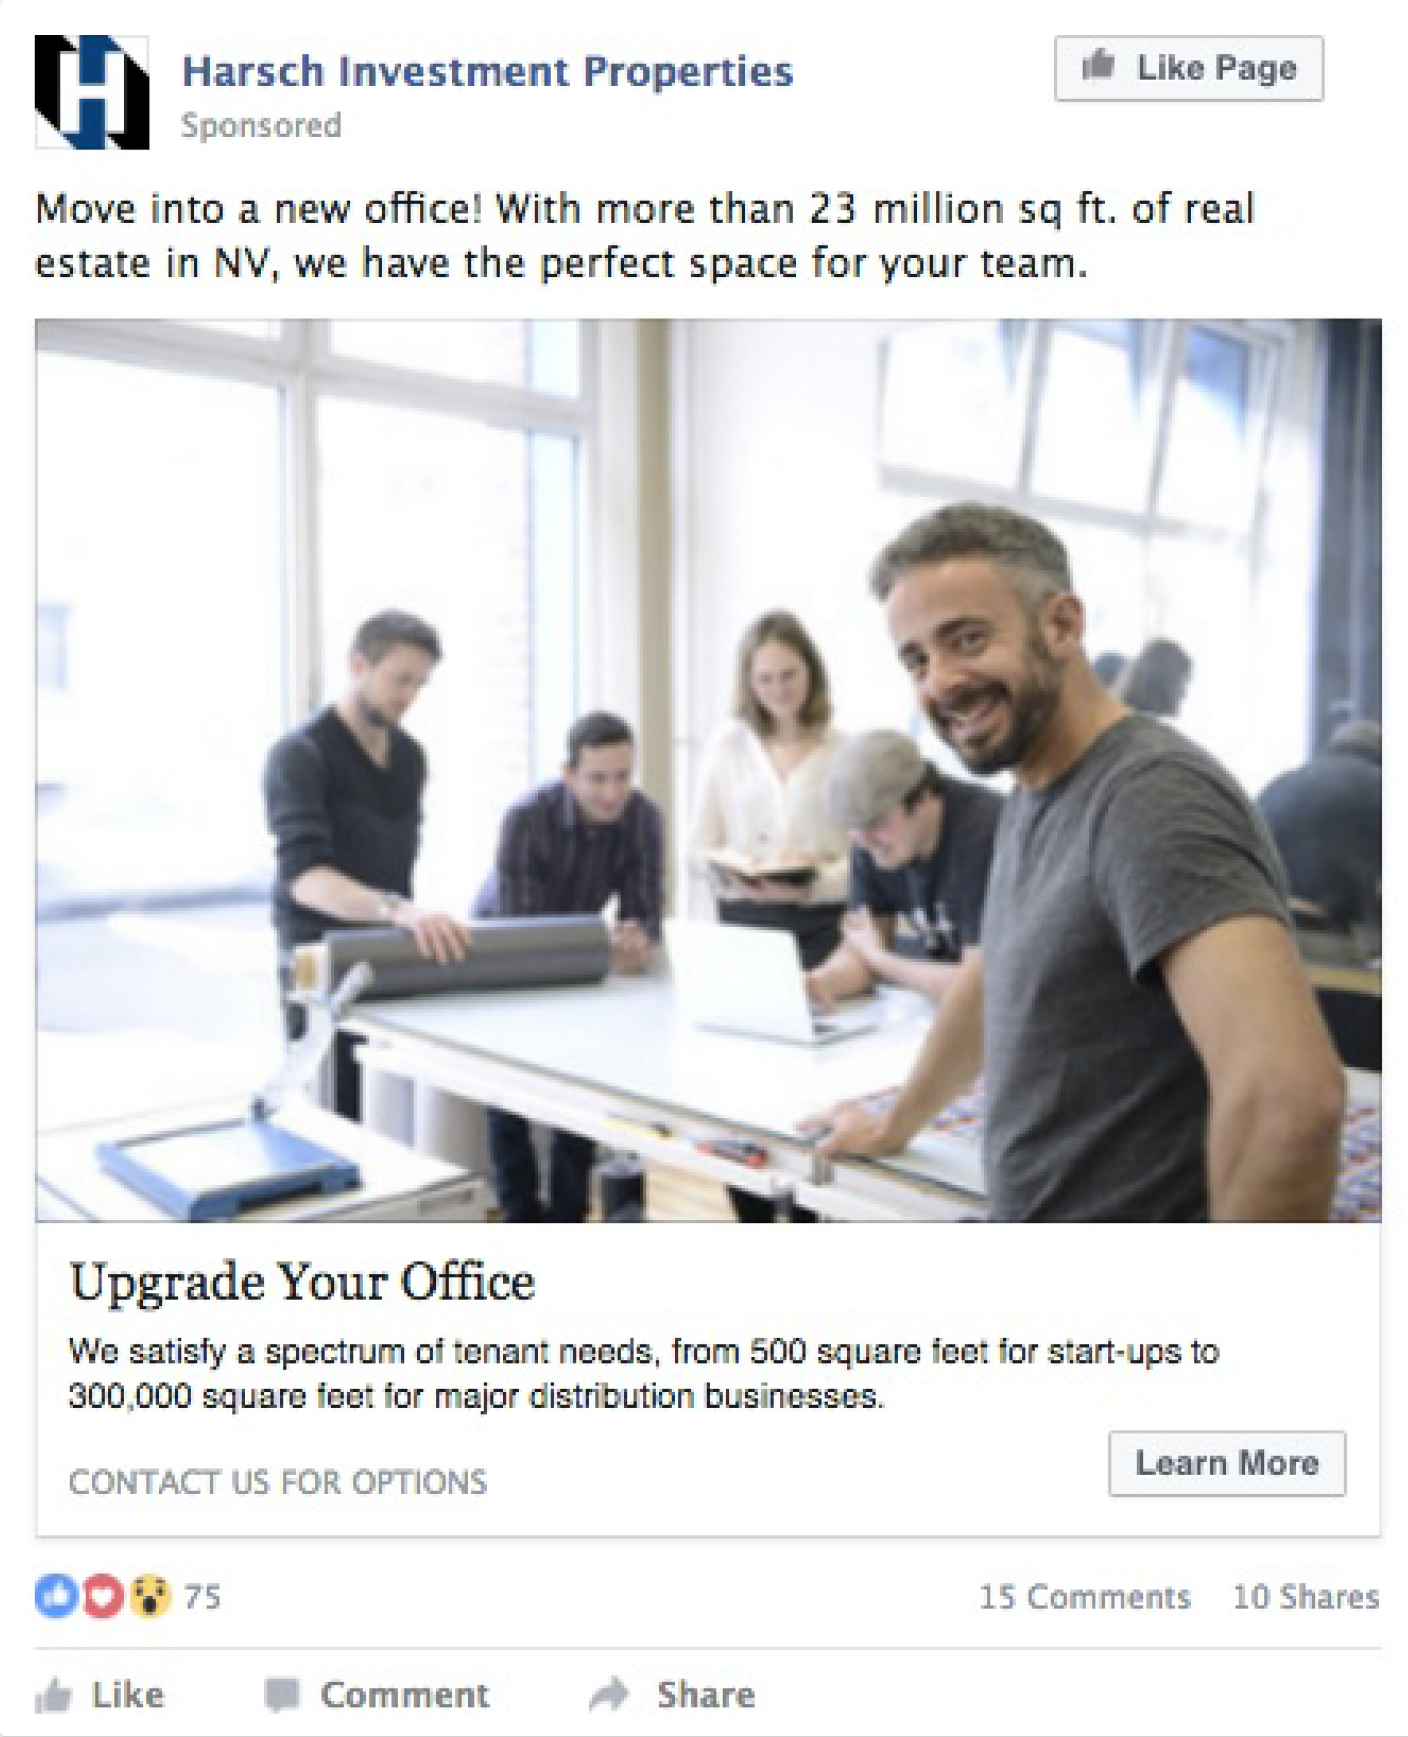 Harsch Investment Properties
Like Page
Sponsored
Move into a new office! With more than 23 million sq ft. of real
estate in NV, we have the perfect space for your team.
Upgrade Your Office
We satisfy a spectrum of tenant needs, from 500 square feet for start-ups to
300,000 square feet for major distribution businesses.
CONTACT US FOR OPTIONS
Learn More
75
15 Comments
10 Shares
Like
Comment
Share